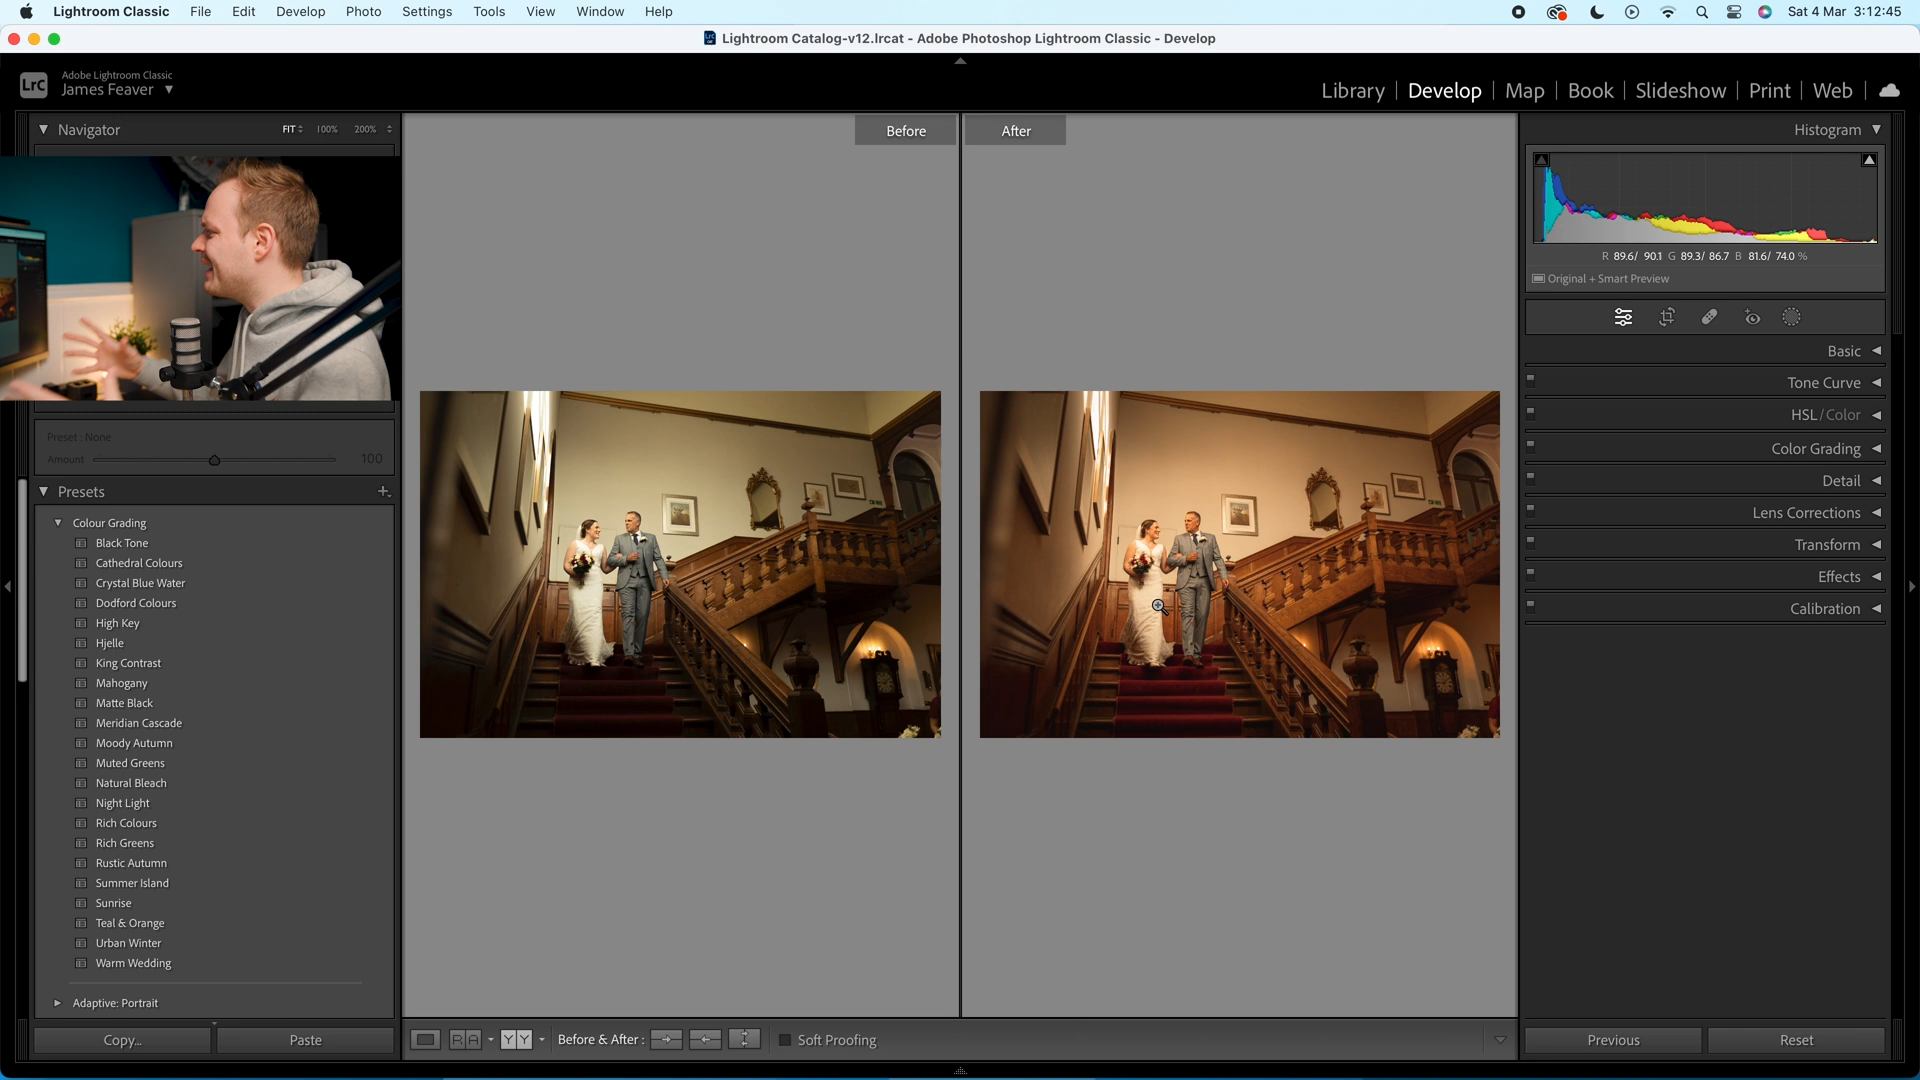 Lightroom Classic File Edit Develop Photo Settings Tools View Window Help Sat 4 Mar 3:12:45
Lightroom Catalog-v12.lrcat - Adobe Photoshop Lightroom Classic - Develop
LrC Adobe Lightroom Classic
James Feaver
Library Develop Map Book Slideshow Print Web
Navigator FIT 100% 200%
Before After
Histogram
R 89.6/ 90.1 G 89.3/ 86.7 B 81.6/ 74.0 %
Original + Smart Preview
Basic
Tone Curve
HSL / Color
Color Grading
Detail
Lens Corrections
Transform
Effects
Calibration
Preset : None
Amount 100
Presets
Colour Grading
Black Tone
Cathedral Colours
Crystal Blue Water
Dodford Colours
High Key
Hjelle
King Contrast
Mahogany
Matte Black
Meridian Cascade
Moody Autumn
Muted Greens
Natural Bleach
Night Light
Rich Colours
Rich Greens
Rustic Autumn
Summer Island
Sunrise
Teal & Orange
Urban Winter
Warm Wedding
Adaptive: Portrait
Copy... Paste
R A Y Y Before & After : Soft Proofing
Previous Reset